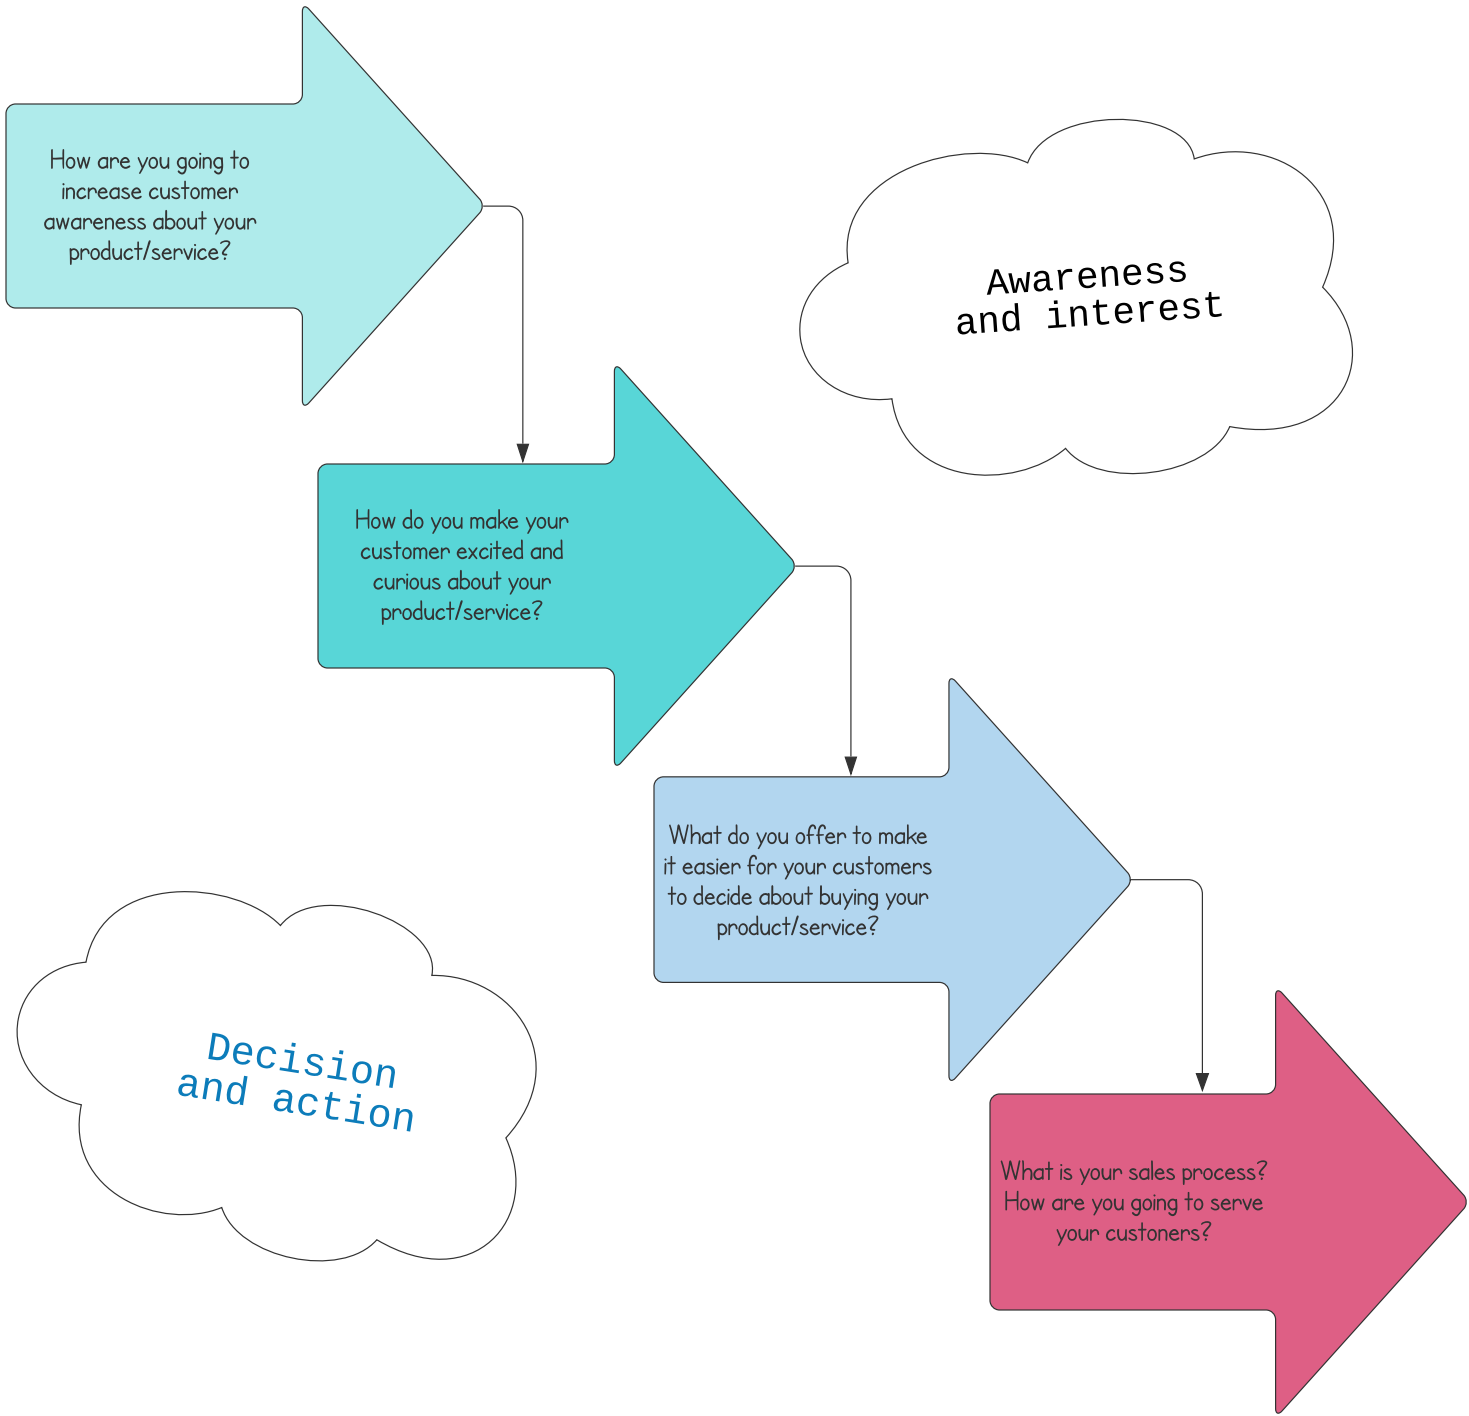 How are you going to
increase customer
awareness about your
product/service?
Awareness
and interest
How do you make your
customer excited and
curious about your
product/service?
What do you offer to make
it easier for your customers
to decide about buying your
product/service?
Decision
and action
What is your sales process?
How are you going to serve
your custoners?